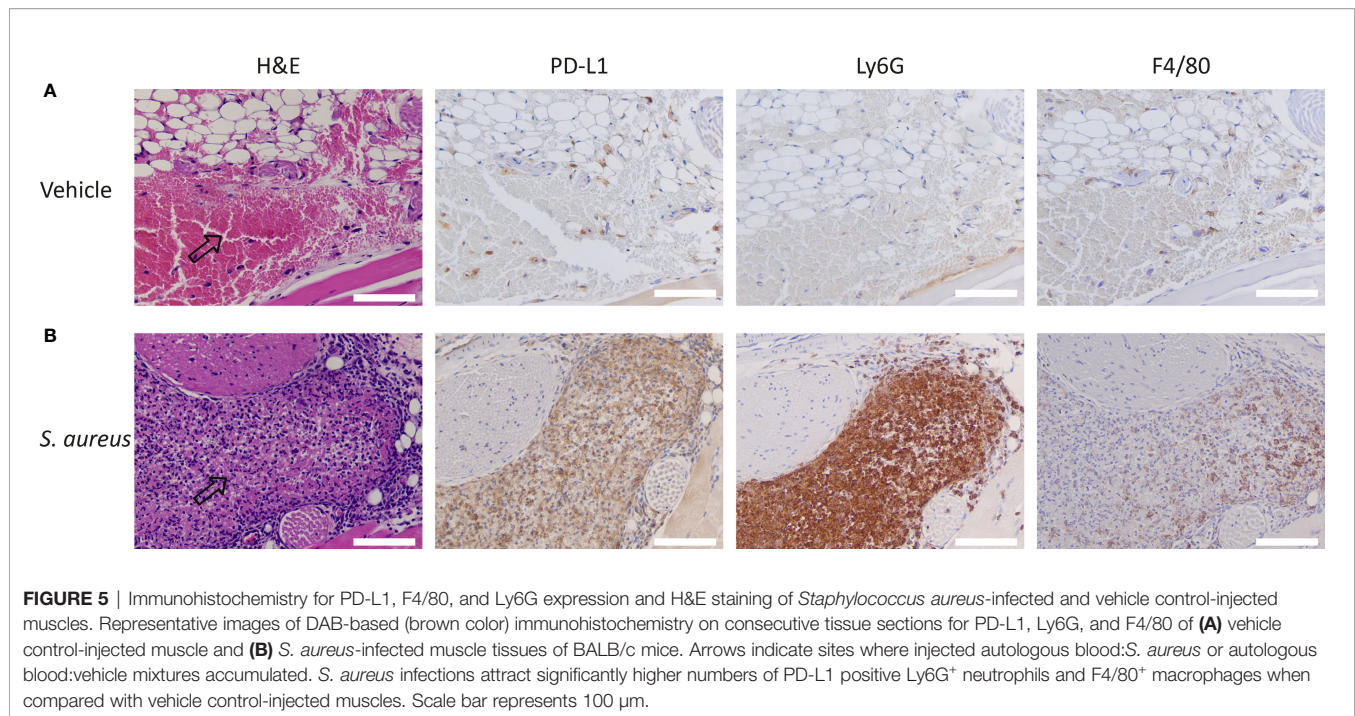 H&E PD-L1 Ly6G F4/80
A
Vehicle
B
S. aureus
FIGURE 5 | Immunohistochemistry for PD-L1, F4/80, and Ly6G expression and H&E staining of Staphylococcus aureus-infected and vehicle control-injected
muscles. Representative images of DAB-based (brown color) immunohistochemistry on consecutive tissue sections for PD-L1, Ly6G, and F4/80 of (A) vehicle
control-injected muscle and (B) S. aureus-infected muscle tissues of BALB/c mice. Arrows indicate sites where injected autologous blood:S. aureus or autologous
blood:vehicle mixtures accumulated. S. aureus infections attract significantly higher numbers of PD-L1 positive Ly6G⁺ neutrophils and F4/80⁺ macrophages when
compared with vehicle control-injected muscles. Scale bar represents 100 µm.